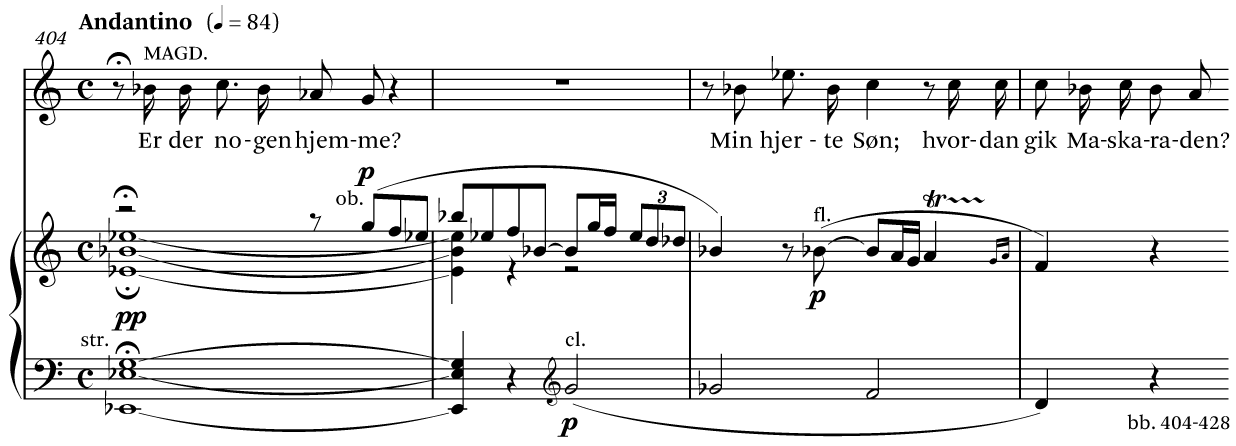 Andantino (♩ = 84)
404
MAGD.
Er der no-gen hjem-me? Min hjer - te Søn; hvor-dan gik Ma-ska-ra-den?
p
ob. 3 fl. tr
p
pp
str. cl.
p
bb. 404-428